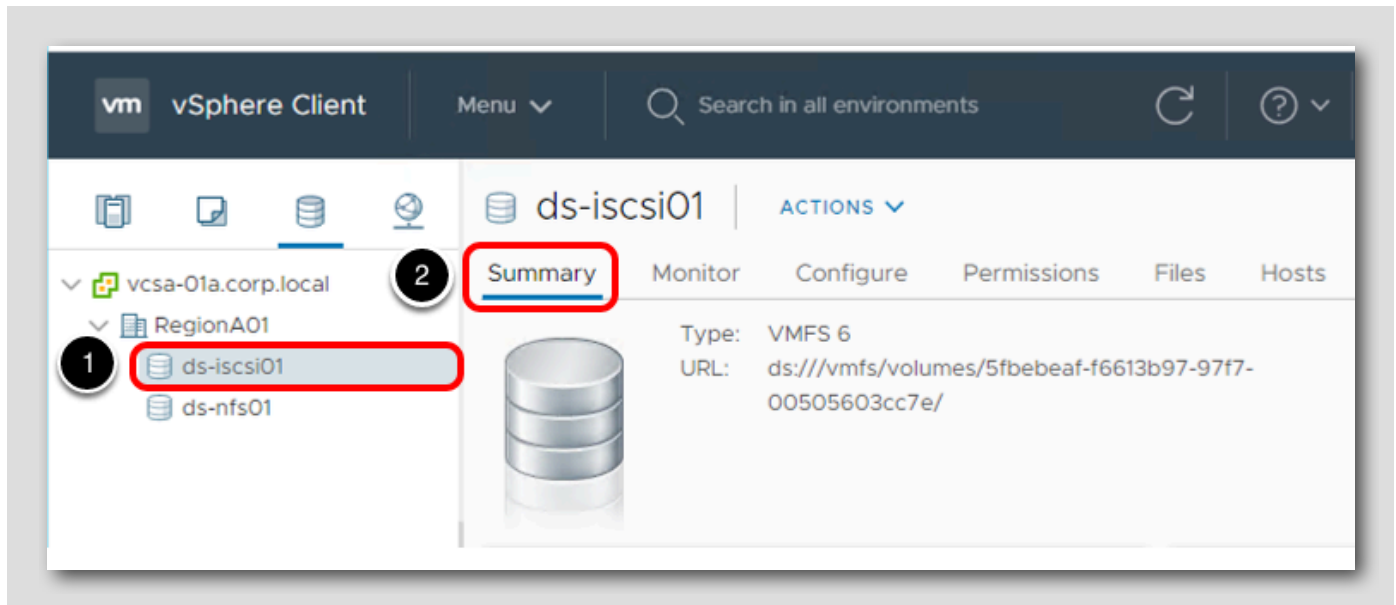 vm vSphere Client Menu Search in all environments
ds-iscsi01 ACTIONS
2 Summary Monitor Configure Permissions Files Hosts
vcsa-01a.corp.local
RegionA01
1 ds-iscsi01
ds-nfs01
Type: VMFS 6
URL: ds:///vmfs/volumes/5fbebeaf-f6613b97-97f7-
00505603cc7e/